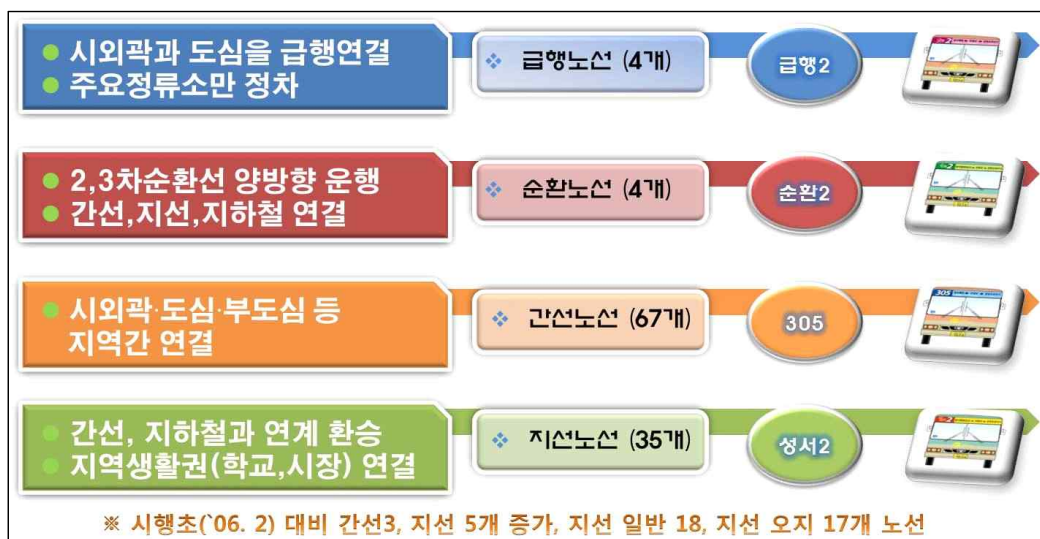 ● 시외곽과 도심을 급행연결
● 주요정류소만 정차
❖ 급행노선 (4개)
급행2
● 2,3차순환선 양방향 운행
● 간선,지선,지하철 연결
❖ 순환노선 (4개)
순환2
● 시외곽·도심·부도심 등
지역간 연결
❖ 간선노선 (67개)
305
305
● 간선, 지하철과 연계 환승
● 지역생활권(학교,시장) 연결
❖ 지선노선 (35개)
성서2
※ 시행초(`06. 2) 대비 간선3, 지선 5개 증가, 지선 일반 18, 지선 오지 17개 노선